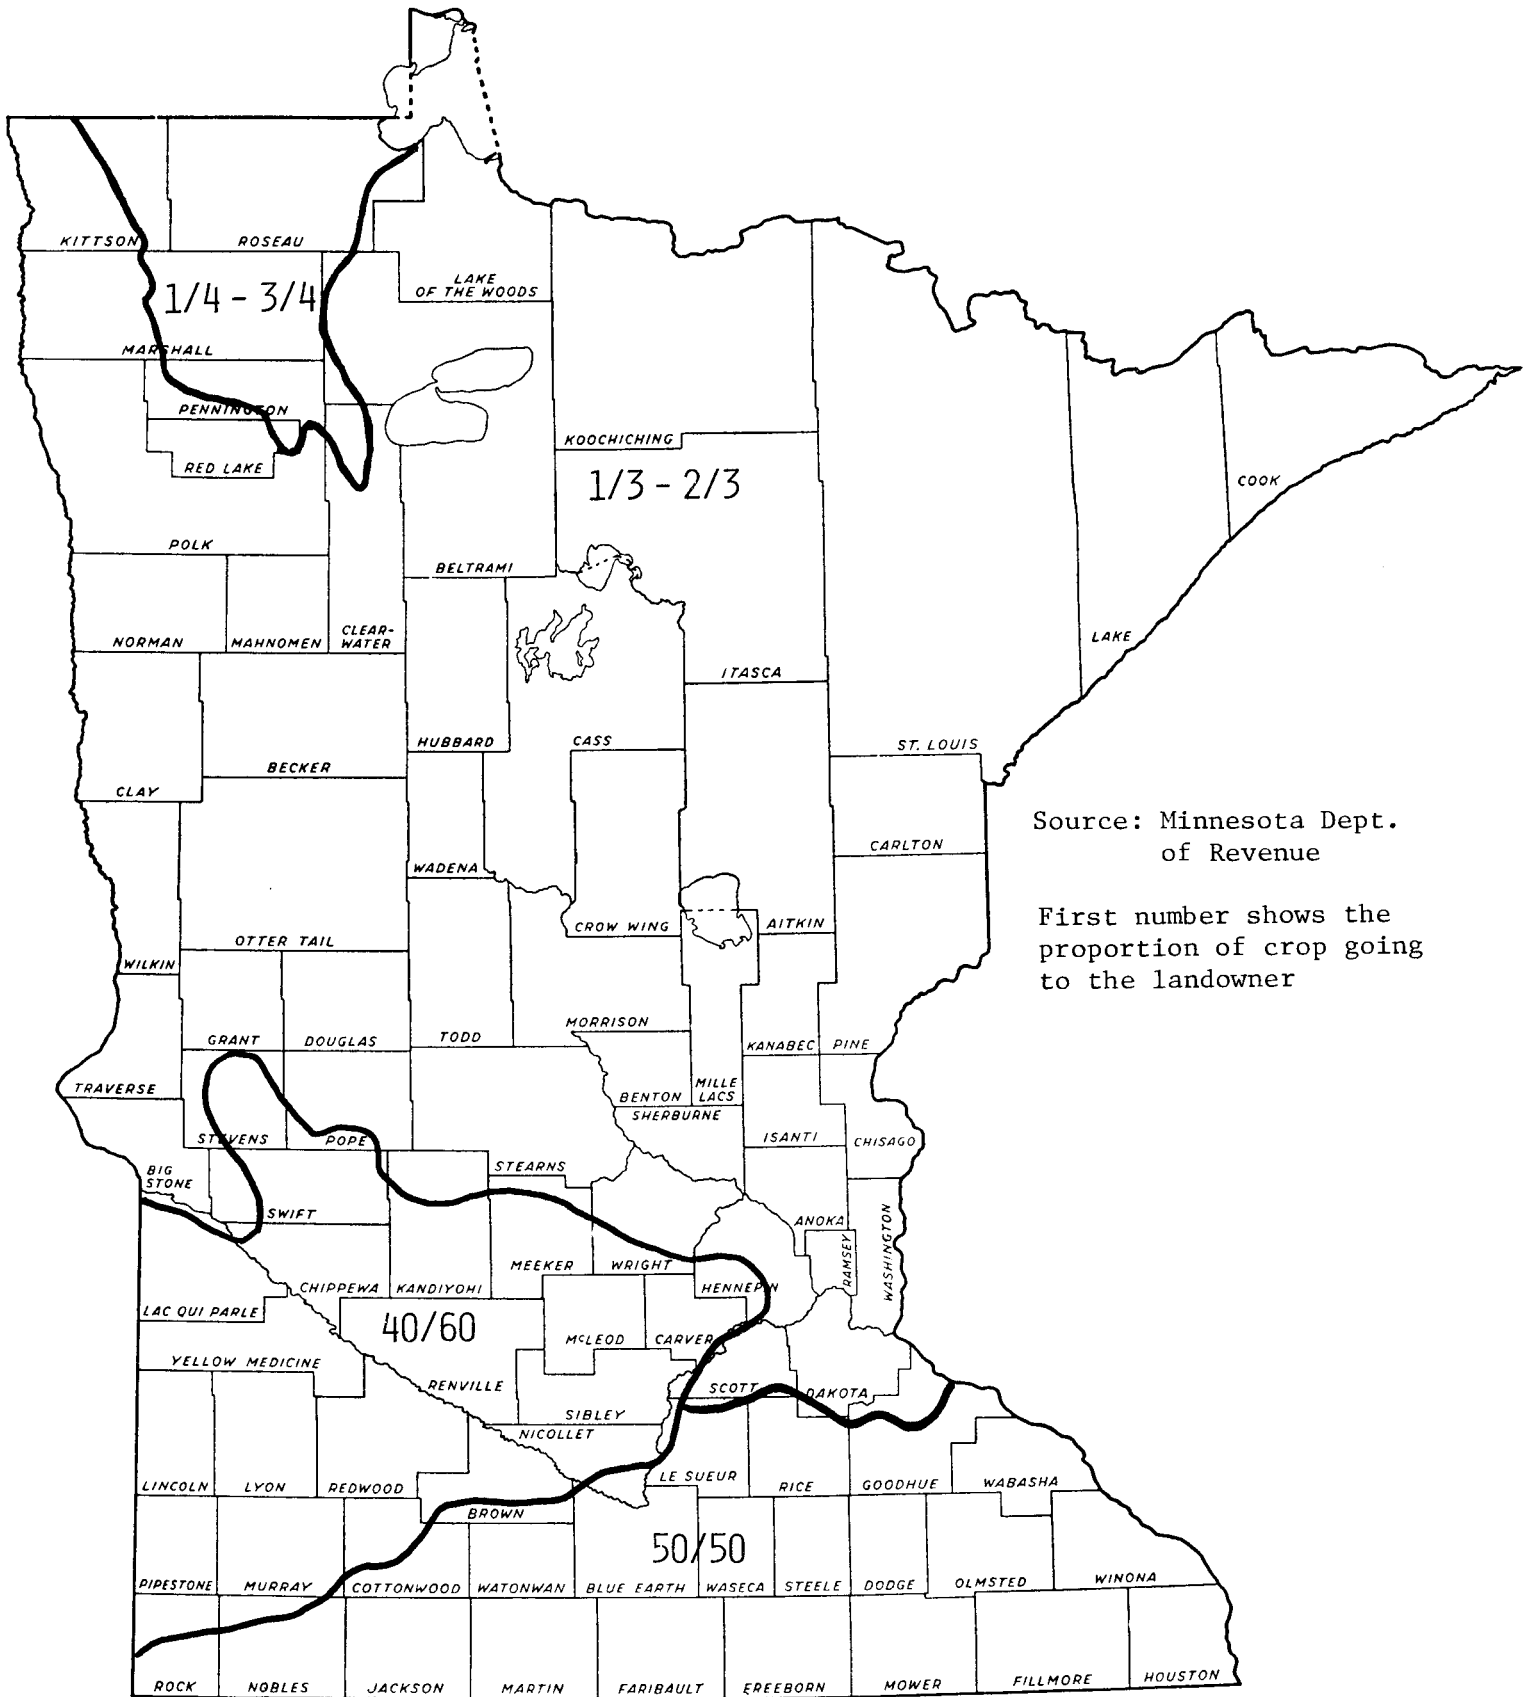 KITTSON
ROSEAU
LAKE
OF THE WOODS
1/4 - 3/4
MARSHALL
PENNINGTON
RED LAKE
KOOCHICHING
1/3 - 2/3
COOK
POLK
BELTRAMI
NORMAN
MAHNOMEN
CLEAR-
WATER
LAKE
ITASCA
HUBBARD
CASS
ST. LOUIS
BECKER
CLAY
Source: Minnesota Dept.
of Revenue
CARLTON
WADENA
First number shows the
proportion of crop going
to the landowner
CROW WING
AITKIN
OTTER TAIL
WILKIN
MORRISON
GRANT
DOUGLAS
TODD
KANABEC
PINE
TRAVERSE
BENTON
MILLE
LACS
SHERBURNE
STEVENS
POPE
ISANTI
CHISAGO
BIG
STONE
STEARNS
SWIFT
ANOKA
RAMSEY
WASHINGTON
MEEKER
WRIGHT
CHIPPEWA
KANDIYOHI
HENNEPIN
LAC QUI PARLE
40/60
McLEOD
CARVER
YELLOW MEDICINE
RENVILLE
SCOTT
DAKOTA
SIBLEY
NICOLLET
LINCOLN
LYON
REDWOOD
LE SUEUR
RICE
GOODHUE
WABASHA
BROWN
50/50
PIPESTONE
MURRAY
COTTONWOOD
WATONWAN
BLUE EARTH
WASECA
STEELE
DODGE
OLMSTED
WINONA
ROCK
NOBLES
JACKSON
MARTIN
FARIBAULT
FREEBORN
MOWER
FILLMORE
HOUSTON